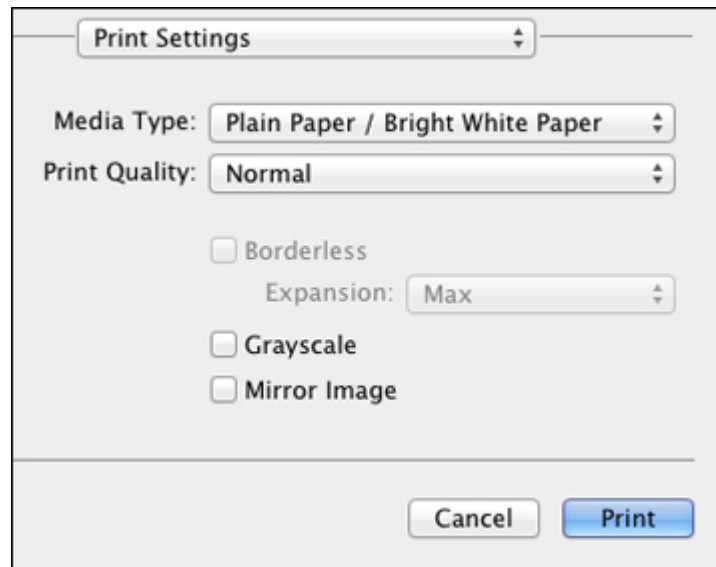 Print Settings
Media Type: Plain Paper / Bright White Paper
Print Quality: Normal
Borderless
Expansion: Max
Grayscale
Mirror Image
Cancel Print